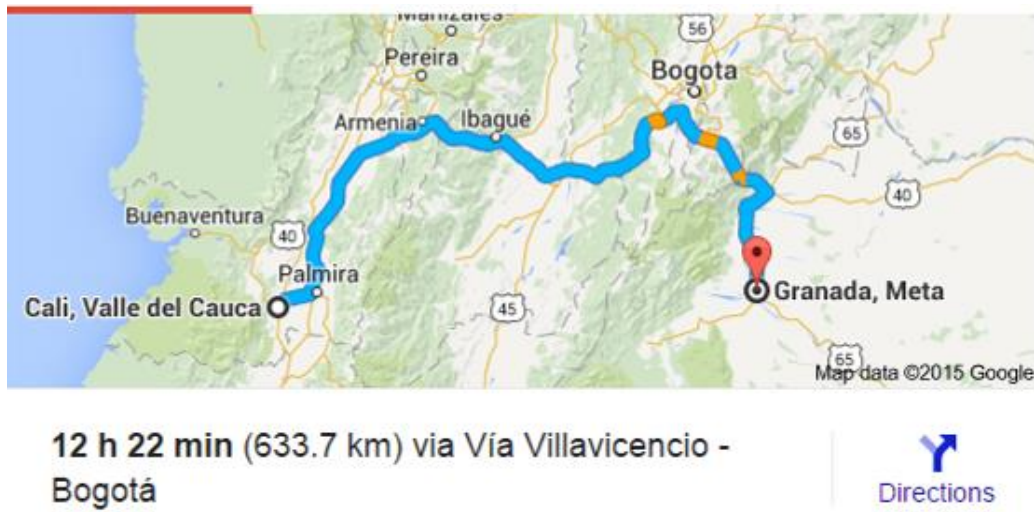 Manizales
56
Pereira
Bogota
Armenia
Ibagué
65
40
Buenaventura
40
Palmira
Cali, Valle del Cauca
Granada, Meta
45
65
Map data ©2015 Google
12 h 22 min (633.7 km) via Vía Villavicencio -
Bogotá
Directions